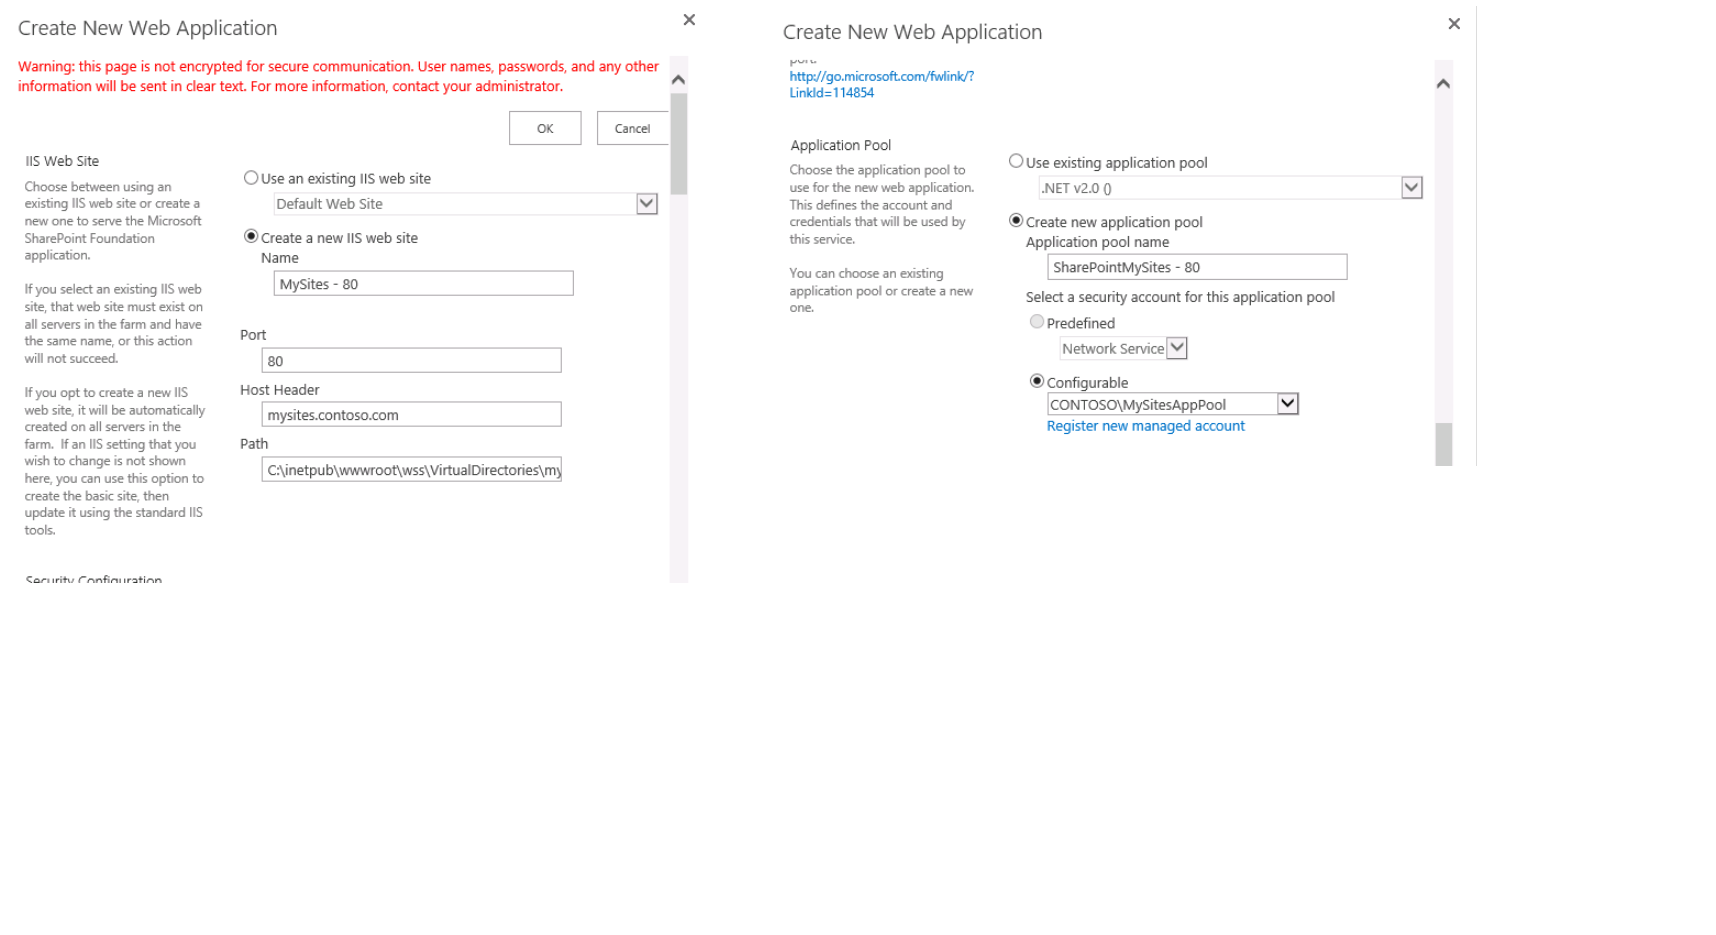 Create New Web Application
Warning: this page is not encrypted for secure communication. User names, passwords, and any other
information will be sent in clear text. For more information, contact your administrator.
OK
Cancel
IIS Web Site
Choose between using an
existing IIS web site or create a
new one to serve the Microsoft
SharePoint Foundation
application.
If you select an existing IIS web
site, that web site must exist on
all servers in the farm and have
the same name, or this action
will not succeed.
If you opt to create a new IIS
web site, it will be automatically
created on all servers in the
farm.  If an IIS setting that you
wish to change is not shown
here, you can use this option to
create the basic site, then
update it using the standard IIS
tools.
Use an existing IIS web site
Default Web Site
Create a new IIS web site
Name
MySites - 80
Port
80
Host Header
mysites.contoso.com
Path
C:\inetpub\wwwroot\wss\VirtualDirectories\my
Security Configuration
Create New Web Application
port:
http://go.microsoft.com/fwlink/?
LinkId=114854
Application Pool
Choose the application pool to
use for the new web application.
This defines the account and
credentials that will be used by
this service.
You can choose an existing
application pool or create a new
one.
Use existing application pool
.NET v2.0 ()
Create new application pool
Application pool name
SharePointMySites - 80
Select a security account for this application pool
Predefined
Network Service
Configurable
CONTOSO\MySitesAppPool
Register new managed account